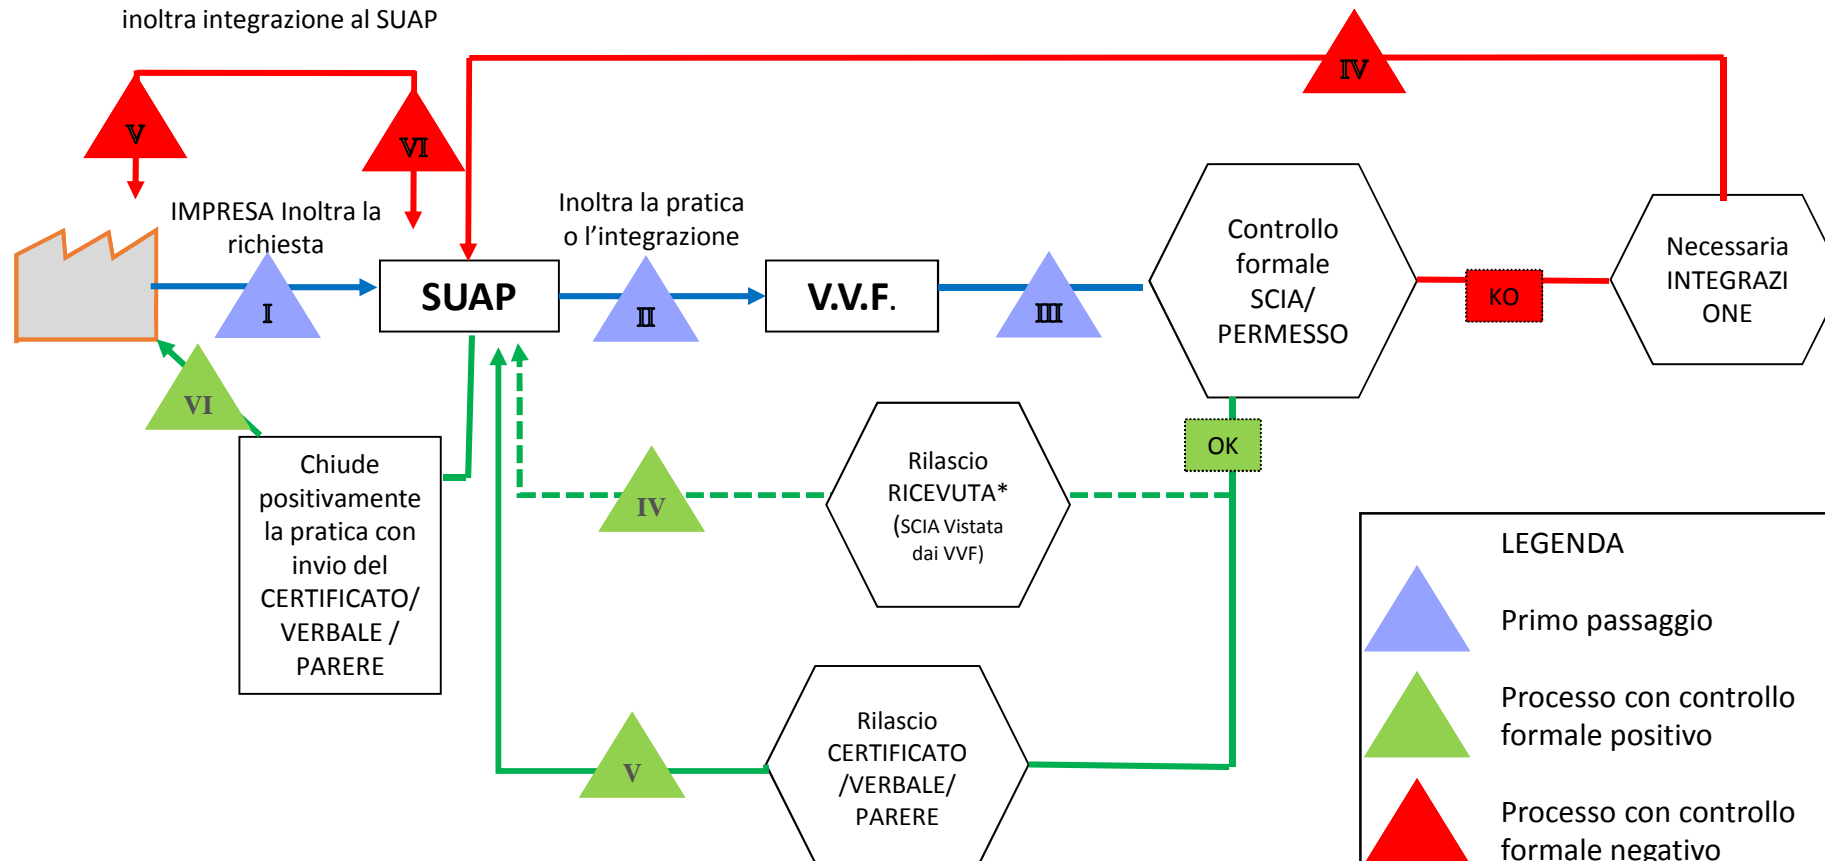 inoltra integrazione al SUAP
IV
V
VI
IMPRESA Inoltra la
richiesta
Inoltra la pratica
o l'integrazione
I
SUAP
II
V.V.F.
III
Controllo
formale
SCIA/
PERMESSO
KO
Necessaria
INTEGRAZI
ONE
VI
OK
Chiude
positivamente
la pratica con
invio del
CERTIFICATO/
VERBALE /
PARERE
IV
Rilascio
RICEVUTA*
(SCIA Vistata
dai VVF)
V
Rilascio
CERTIFICATO
/VERBALE/
PARERE
LEGENDA
Primo passaggio
Processo con controllo
formale positivo
Processo con controllo
formale negativo